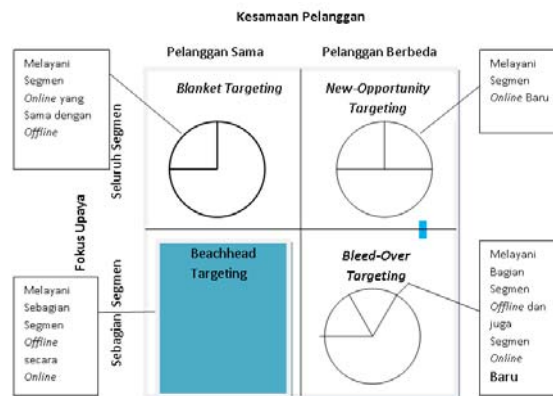 Kesamaan Pelanggan
Pelanggan Sama
Pelanggan Berbeda
Melayani
Segmen
Online yang
Sama dengan
Offline
Blanket Targeting
New-Opportunity
Targeting
Melayani
Segmen
Online Baru
Seluruh Segmen
Fokus Upaya
Sebagian Segmen
Melayani
Sebagian
Segmen
Offline
secara
Online
Beachhead
Targeting
Bleed-Over
Targeting
Melayani
Bagian
Segmen
Offline dan
juga
Segmen
Online
Baru